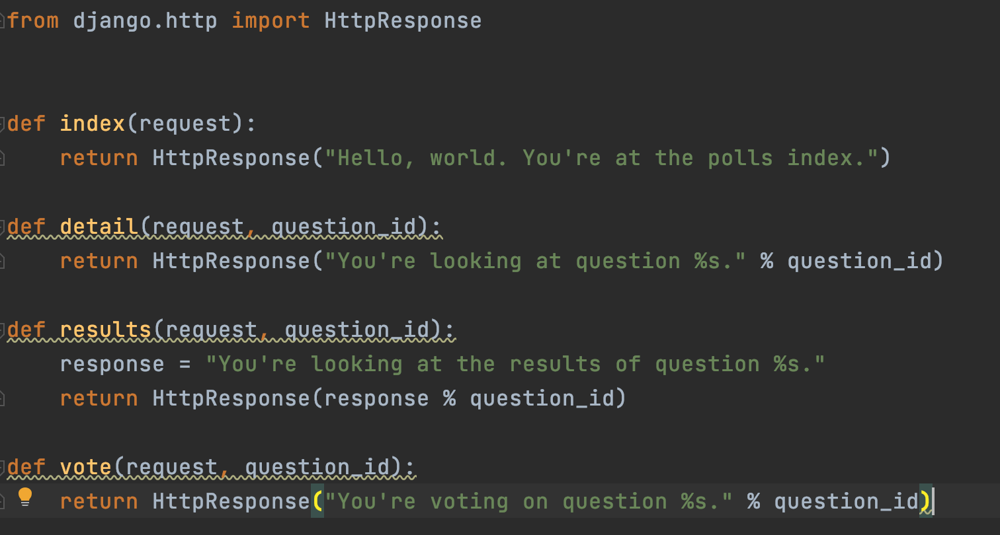 from django.http import HttpResponse
def index(request):
    return HttpResponse("Hello, world. You're at the polls index.")
def detail(request, question_id):
    return HttpResponse("You're looking at question %s." % question_id)
def results(request, question_id):
    response = "You're looking at the results of question %s."
    return HttpResponse(response % question_id)
def vote(request, question_id):
    return HttpResponse("You're voting on question %s." % question_id)